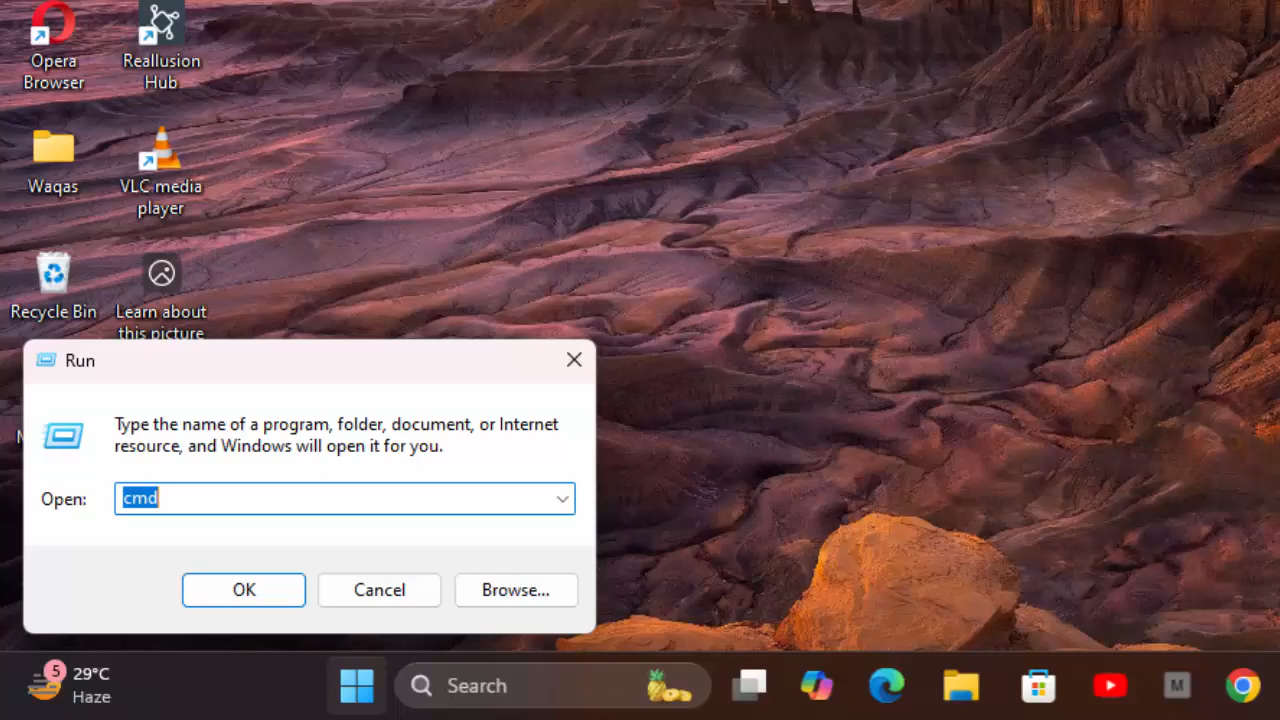 Opera
Browser
Reallusion
Hub
Waqas
VLC media
player
Recycle Bin
Learn about
this picture
Run
Type the name of a program, folder, document, or Internet
resource, and Windows will open it for you.
Open:
cmd
OK
Cancel
Browse...
5
29°C
Haze
Search
M